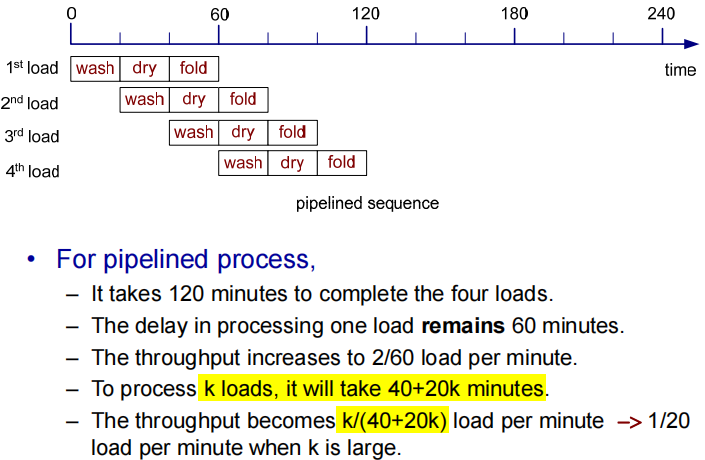 0 60 120 180 240
1st load wash dry fold time
2nd load wash dry fold
3rd load wash dry fold
4th load wash dry fold
pipelined sequence
• For pipelined process,
– It takes 120 minutes to complete the four loads.
– The delay in processing one load remains 60 minutes.
– The throughput increases to 2/60 load per minute.
– To process k loads, it will take 40+20k minutes.
– The throughput becomes k/(40+20k) load per minute –> 1/20
load per minute when k is large.